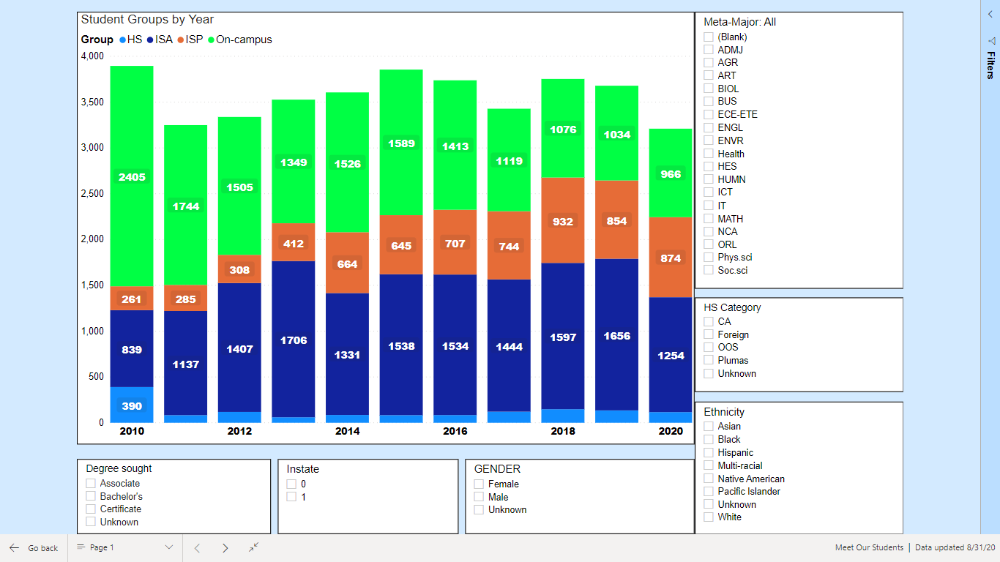 Student Groups by Year
Group HS ISA ISP On-campus
4,000
3,500
3,000
2,500
2,000
1,500
1,000
500
0
2405
261
839
390
1744
285
1137
1505
308
1407
1349
412
1706
1526
664
1331
1589
645
1538
1413
707
1534
1119
744
1444
1076
932
1597
1034
854
1656
966
874
1254
2010 2012 2014 2016 2018 2020
Meta-Major: All
(Blank)
ADMJ
AGR
ART
BIOL
BUS
ECE-ETE
ENGL
ENVR
Health
HES
HUMN
ICT
IT
MATH
NCA
ORL
Phys.sci
Soc.sci
HS Category
CA
Foreign
OOS
Plumas
Unknown
Ethnicity
Asian
Black
Hispanic
Multi-racial
Native American
Pacific Islander
Unknown
White
Degree sought
Associate
Bachelor's
Certificate
Unknown
Instate
0
1
GENDER
Female
Male
Unknown
Filters
Go back
Page 1
Meet Our Students | Data updated 8/31/20